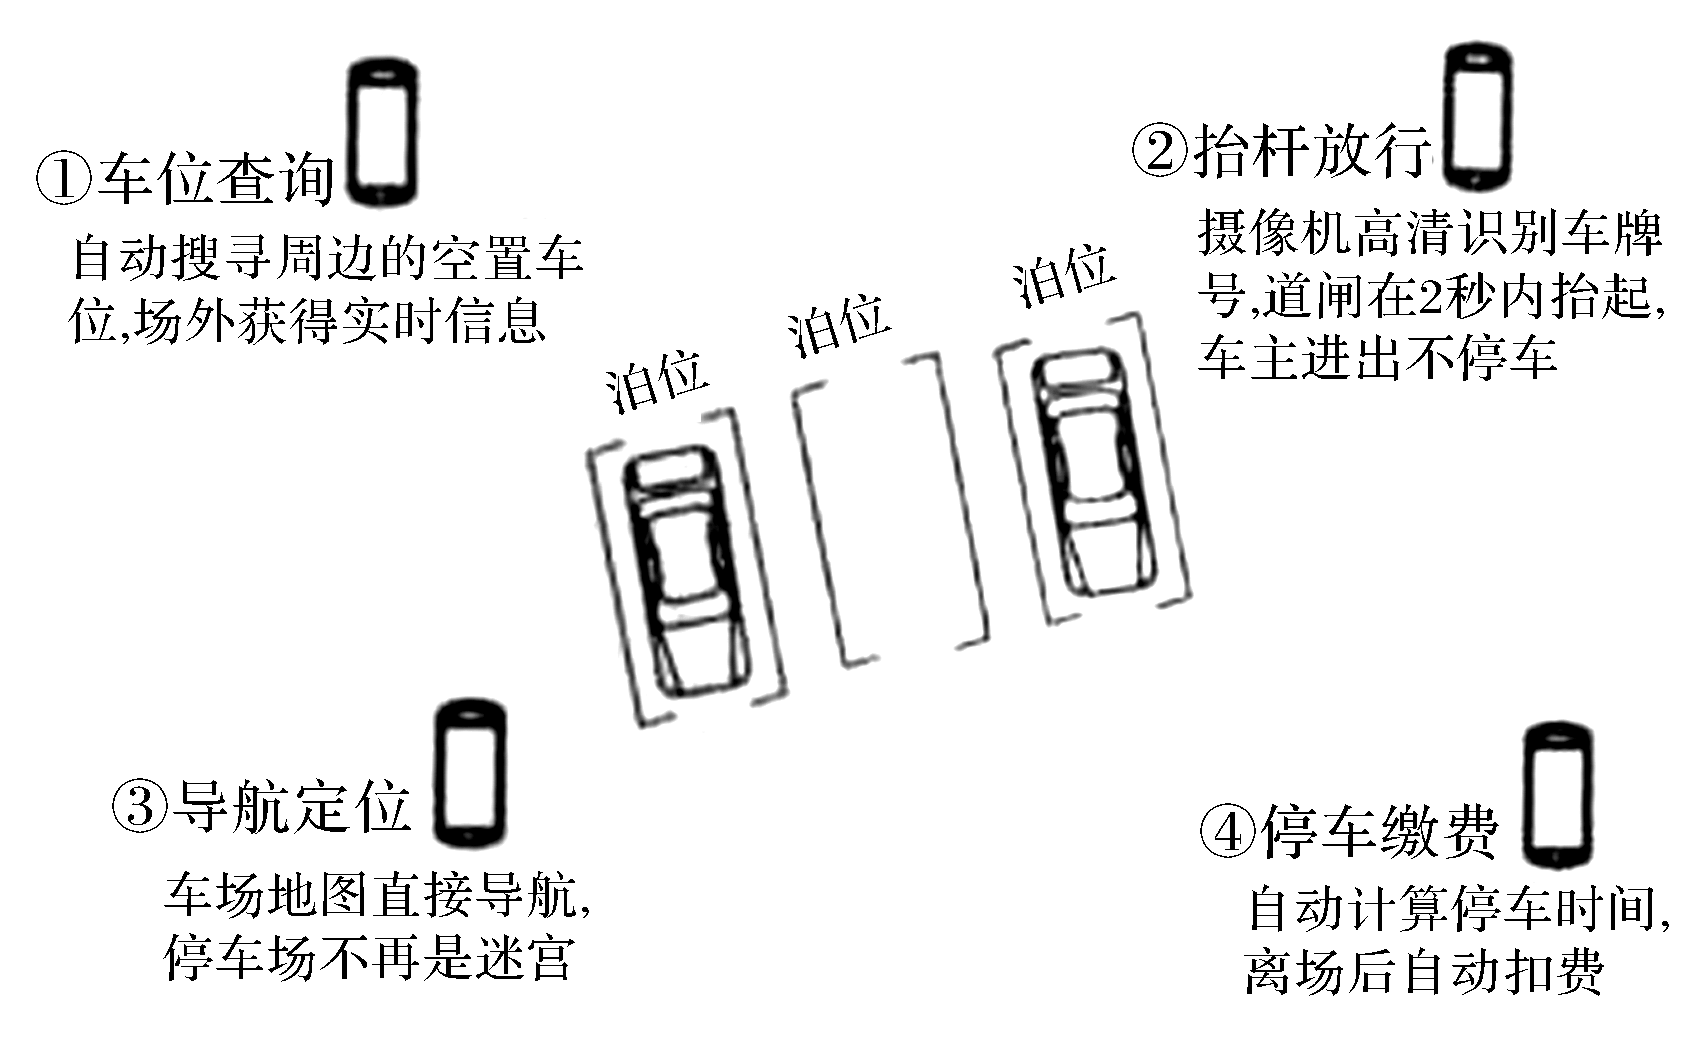 ①车位查询
自动搜寻周边的空置车
位,场外获得实时信息
②抬杆放行
摄像机高清识别车牌
号,道闸在2秒内抬起,
车主进出不停车
泊位
泊位
泊位
③导航定位
车场地图直接导航,
停车场不再是迷宫
④停车缴费
自动计算停车时间,
离场后自动扣费